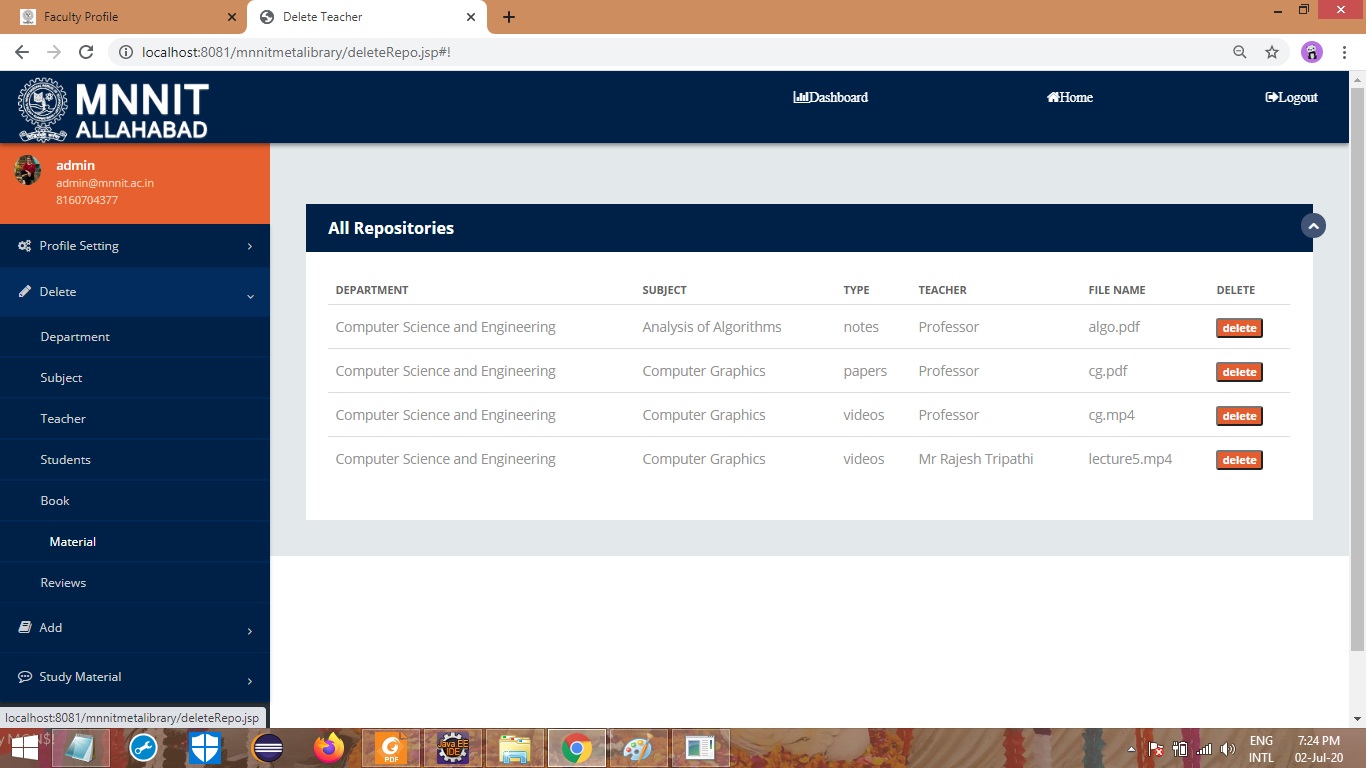 Faculty Profile
Delete Teacher
localhost:8081/mnnitmetalibrary/deleteRepo.jsp#!
MNNIT
ALLAHABAD
Dashboard
Home
Logout
admin
admin@mnnit.ac.in
8160704377
Profile Setting
Delete
Department
Subject
Teacher
Students
Book
Material
Reviews
Add
Study Material
All Repositories
DEPARTMENT SUBJECT TYPE TEACHER FILE NAME DELETE
Computer Science and Engineering Analysis of Algorithms notes Professor algo.pdf delete
Computer Science and Engineering Computer Graphics papers Professor cg.pdf delete
Computer Science and Engineering Computer Graphics videos Professor cg.mp4 delete
Computer Science and Engineering Computer Graphics videos Mr Rajesh Tripathi lecture5.mp4 delete
localhost:8081/mnnitmetalibrary/deleteRepo.jsp
PDF
Java EE
IDE
ENG
INTL
7:24 PM
02-Jul-20